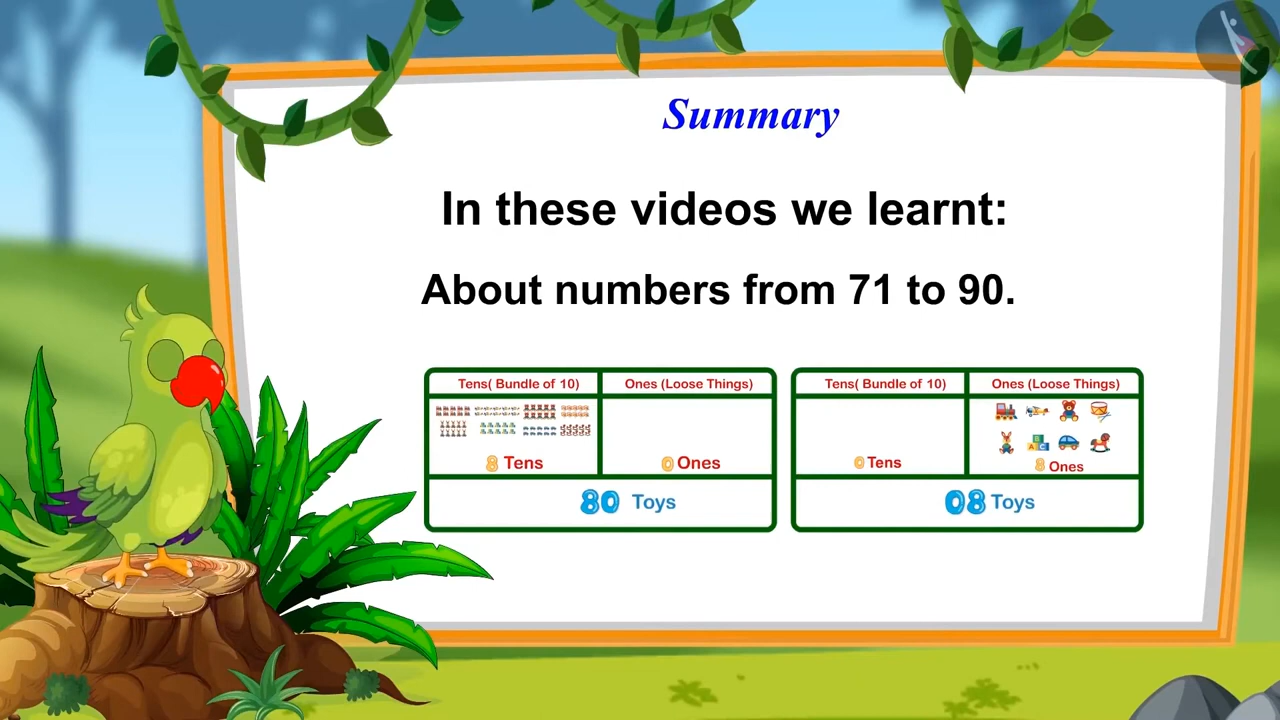 Summary
In these videos we learnt:
About numbers from 71 to 90.
Tens( Bundle of 10) Ones (Loose Things)
8 Tens 0 Ones
80 Toys
Tens( Bundle of 10) Ones (Loose Things)
0 Tens 8 Ones
08 Toys